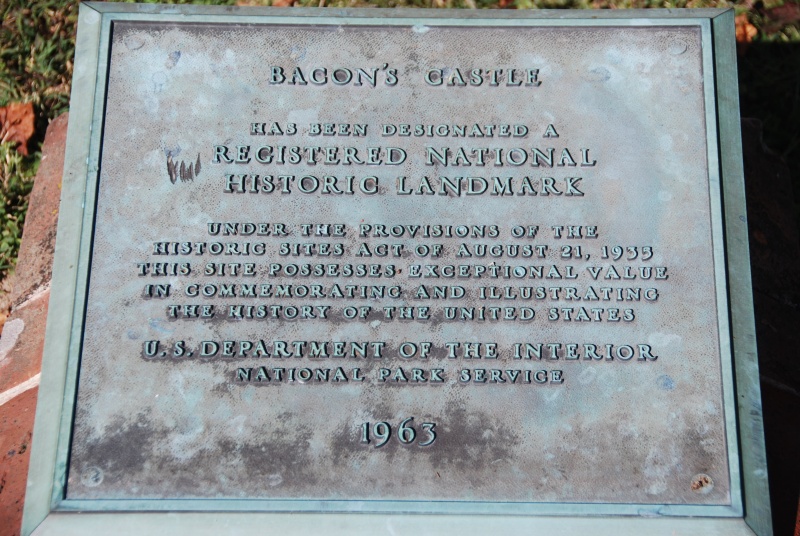 BACON'S CASTLE
HAS BEEN DESIGNATED A
REGISTERED NATIONAL
HISTORIC LANDMARK
UNDER THE PROVISIONS OF THE
HISTORIC SITES ACT OF AUGUST 21, 1935
THIS SITE POSSESSES EXCEPTIONAL VALUE
IN COMMEMORATING AND ILLUSTRATING
THE HISTORY OF THE UNITED STATES
U.S. DEPARTMENT OF THE INTERIOR
NATIONAL PARK SERVICE
1963